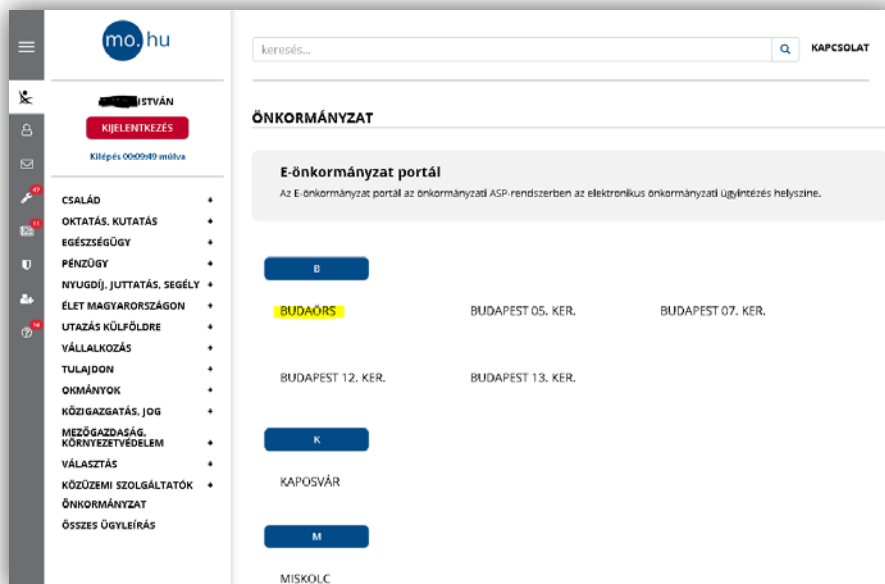 mo.hu
ISTVÁN
KIJELENTKEZÉS
Kilépés 00:09:49 múlva
CSALÁD +
OKTATÁS, KUTATÁS +
EGÉSZSÉGÜGY +
PÉNZÜGY +
NYUGDÍJ, JUTTATÁS, SEGÉLY +
ÉLET MAGYARORSZÁGON +
UTAZÁS KÜLFÖLDRE +
VÁLLALKOZÁS +
TULAJDON +
OKMÁNYOK +
KÖZIGAZGATÁS, JOG +
MEZŐGAZDASÁG,
KÖRNYEZETVÉDELEM +
VÁLASZTÁS +
KÖZÜZEMI SZOLGÁLTATÓK +
ÖNKORMÁNYZAT
ÖSSZES ÜGYLEÍRÁS
keresés...
KAPCSOLAT
ÖNKORMÁNYZAT
E-önkormányzat portál
Az E-önkormányzat portál az önkormányzati ASP-rendszerben az elektronikus önkormányzati ügyintézés helyszíne.
B
BUDAÖRS BUDAPEST 05. KER. BUDAPEST 07. KER.
BUDAPEST 12. KER. BUDAPEST 13. KER.
K
KAPOSVÁR
M
MISKOLC